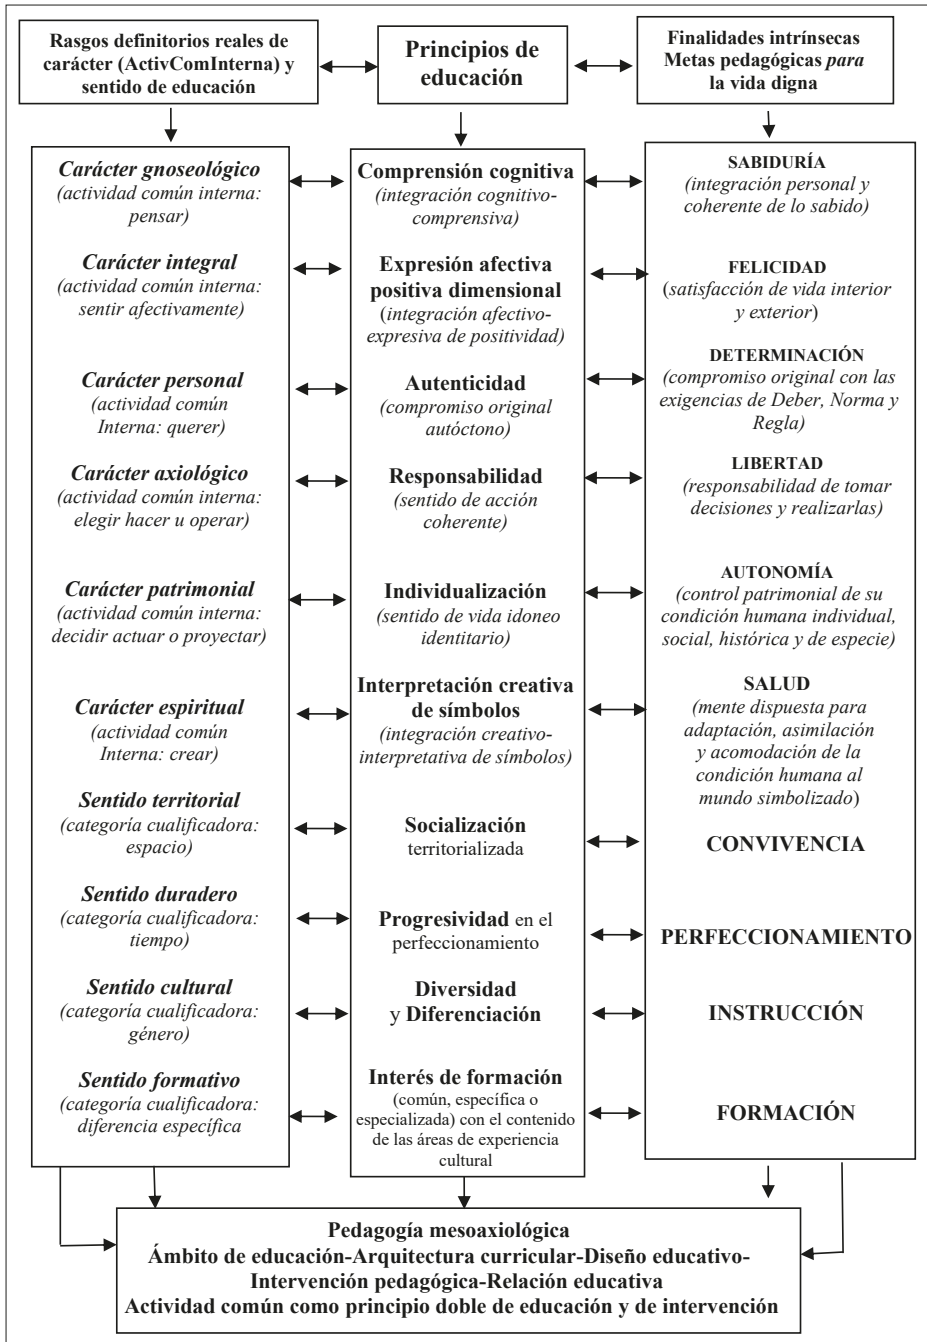 Rasgos definitorios reales de
carácter (ActivComInterna) y
sentido de educación
Principios de
educación
Finalidades intrínsecas
Metas pedagógicas para
la vida digna
Carácter gnoseológico
(actividad común interna:
pensar)
Comprensión cognitiva
(integración cognitivo-
comprensiva)
SABIDURÍA
(integración personal y
coherente de lo sabido)
Carácter integral
(actividad común interna:
sentir afectivamente)
Expresión afectiva
positiva dimensional
(integración afectivo-
expresiva de positividad)
FELICIDAD
(satisfacción de vida interior
y exterior)
Carácter personal
(actividad común
Interna: querer)
Autenticidad
(compromiso original
autóctono)
DETERMINACIÓN
(compromiso original con las
exigencias de Deber, Norma y
Regla)
Carácter axiológico
(actividad común interna:
elegir hacer u operar)
Responsabilidad
(sentido de acción
coherente)
LIBERTAD
(responsabilidad de tomar
decisiones y realizarlas)
Carácter patrimonial
(actividad común interna:
decidir actuar o proyectar)
Individualización
(sentido de vida idoneo
identitario)
AUTONOMÍA
(control patrimonial de su
condición humana individual,
social, histórica y de especie)
Carácter espiritual
(actividad común
Interna: crear)
Interpretación creativa
de símbolos
(integración creativo-
interpretativa de símbolos)
SALUD
(mente dispuesta para
adaptación, asimilación
y acomodación de la
condición humana al
mundo simbolizado)
Sentido territorial
(categoría cualificadora:
espacio)
Socialización
territorializada
CONVIVENCIA
Sentido duradero
(categoría cualificadora:
tiempo)
Progresividad en el
perfeccionamiento
PERFECCIONAMIENTO
Sentido cultural
(categoría cualificadora:
género)
Diversidad
y Diferenciación
INSTRUCCIÓN
Sentido formativo
(categoría cualificadora:
diferencia específica
Interés de formación
(común, específica o
especializada) con el contenido
de las áreas de experiencia
cultural
FORMACIÓN
Pedagogía mesoaxiológica
Ámbito de educación-Arquitectura curricular-Diseño educativo-
Intervención pedagógica-Relación educativa
Actividad común como principio doble de educación y de intervención